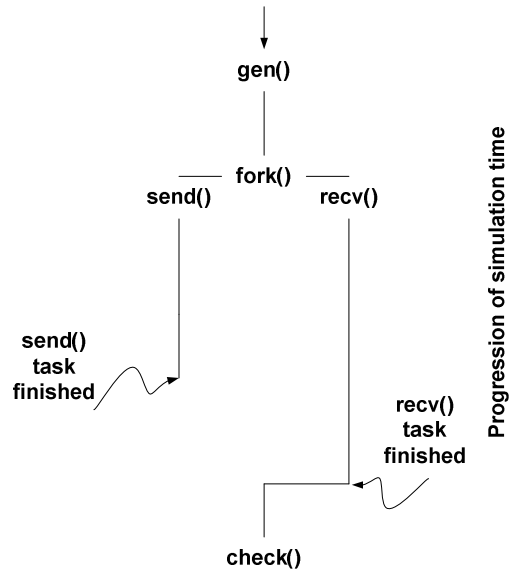 gen()
fork()
send()
recv()
send()
task
finished
recv()
task
finished
check()
Progression of simulation time